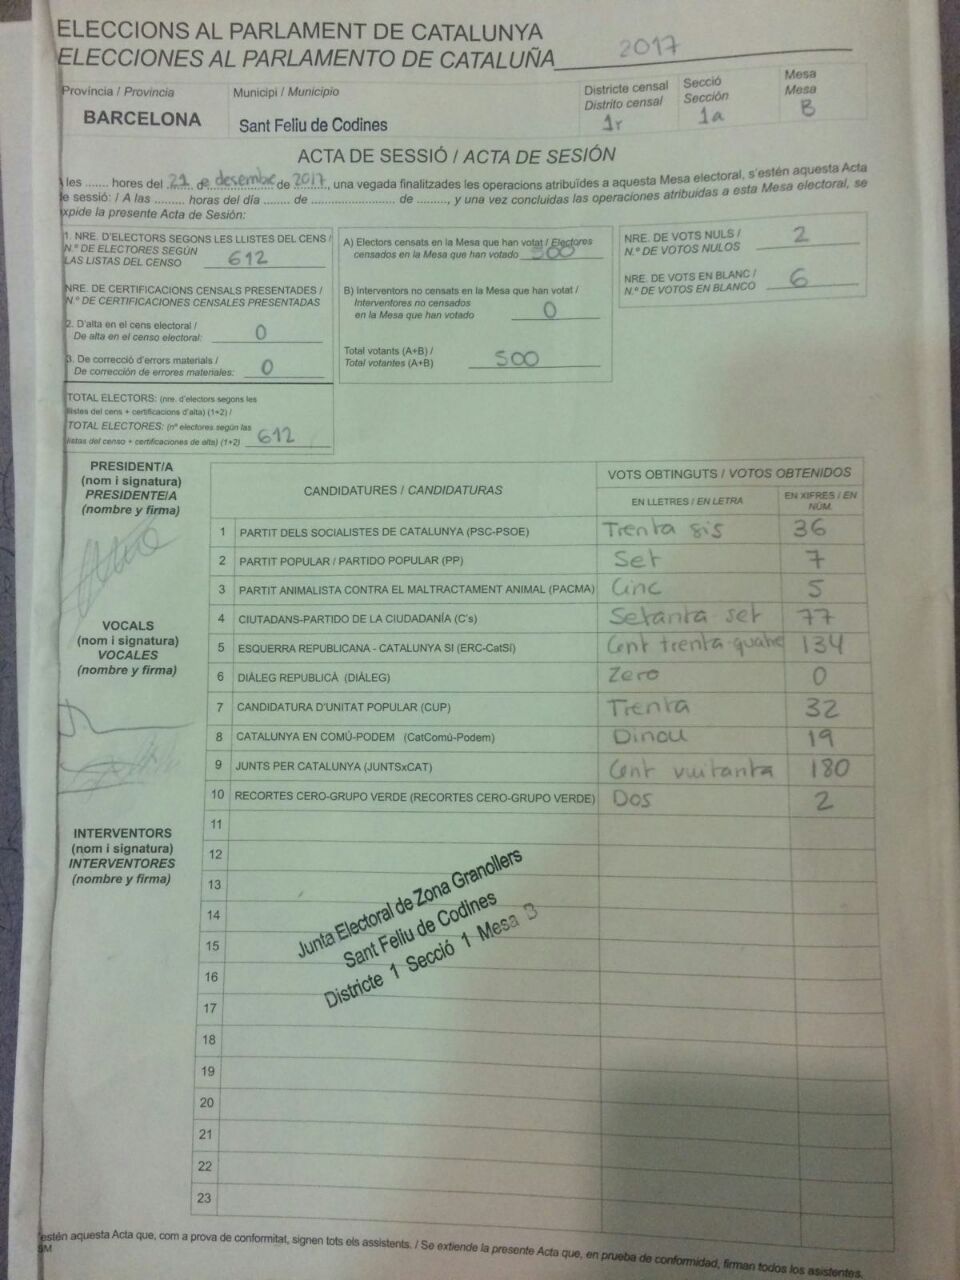 ELECCIONS AL PARLAMENT DE CATALUNYA
ELECCIONES AL PARLAMENTO DE CATALUÑA 2017
Província / Provincia
BARCELONA
Municipi / Municipio
Sant Feliu de Codines
Districte censal
Distrito censal
1r
Secció
Sección
1a
Mesa
Mesa
B
ACTA DE SESSIÓ / ACTA DE SESIÓN
A les ....... hores del 21 de desembre de 2017, una vegada finalitzades les operacions atribuïdes a aquesta Mesa electoral, s'estén aquesta Acta
de sessió: / A las ......... horas del día ........ de ........................ de ........., y una vez concluidas las operaciones atribuidas a esta Mesa electoral, se
expide la presente Acta de Sesión:
1. NRE. D'ELECTORS SEGONS LES LLISTES DEL CENS /
N.º DE ELECTORES SEGÚN
LAS LISTAS DEL CENSO 612
NRE. DE CERTIFICACIONS CENSALS PRESENTADES /
N.º DE CERTIFICACIONES CENSALES PRESENTADAS
2. D'alta en el cens electoral /
De alta en el censo electoral: 0
3. De correcció d'errors materials /
De corrección de errores materiales: 0
TOTAL ELECTORS: (nre. d'electors segons les
llistes del cens + certificacions d'alta) (1+2) /
TOTAL ELECTORES: (nº electores según las
listas del censo + certificaciones de alta) (1+2) 612
A) Electors censats en la Mesa que han votat / Electores
censados en la Mesa que han votado 500
B) Interventors no censats en la Mesa que han votat /
Interventores no censados
en la Mesa que han votado 0
Total votants (A+B) /
Total votantes (A+B) 500
NRE. DE VOTS NULS /
N.º DE VOTOS NULOS 2
NRE. DE VOTS EN BLANC /
N.º DE VOTOS EN BLANCO 6
PRESIDENT/A
(nom i signatura)
PRESIDENTE/A
(nombre y firma)
VOCALS
(nom i signatura)
VOCALES
(nombre y firma)
INTERVENTORS
(nom i signatura)
INTERVENTORES
(nombre y firma)
CANDIDATURES / CANDIDATURAS
VOTS OBTINGUTS / VOTOS OBTENIDOS
EN LLETRES / EN LETRA
EN XIFRES / EN
NÚM.
1 PARTIT DELS SOCIALISTES DE CATALUNYA (PSC-PSOE) Trenta sis 36
2 PARTIT POPULAR / PARTIDO POPULAR (PP) Set 7
3 PARTIT ANIMALISTA CONTRA EL MALTRACTAMENT ANIMAL (PACMA) Cinc 5
4 CIUTADANS-PARTIDO DE LA CIUDADANÍA (C's) Setanta-set 77
5 ESQUERRA REPUBLICANA - CATALUNYA SI (ERC-CatSí) Cent trenta-quatre 134
6 DIÀLEG REPUBLICÀ (DIÀLEG) Zero 0
7 CANDIDATURA D'UNITAT POPULAR (CUP) Trenta 32
8 CATALUNYA EN COMÚ-PODEM (CatComú-Podem) Dinou 19
9 JUNTS PER CATALUNYA (JUNTSxCAT) Cent vuitanta 180
10 RECORTES CERO-GRUPO VERDE (RECORTES CERO-GRUPO VERDE) Dos 2
11
12
13
14
15
16
17
18
19
20
21
22
23
Junta Electoral de Zona Granollers
Sant Feliu de Codines
Districte 1 Secció 1 Mesa B
S'estén aquesta Acta que, com a prova de conformitat, signen tots els assistents. / Se extiende la presente Acta que, en prueba de conformidad, firman todos los asistentes.